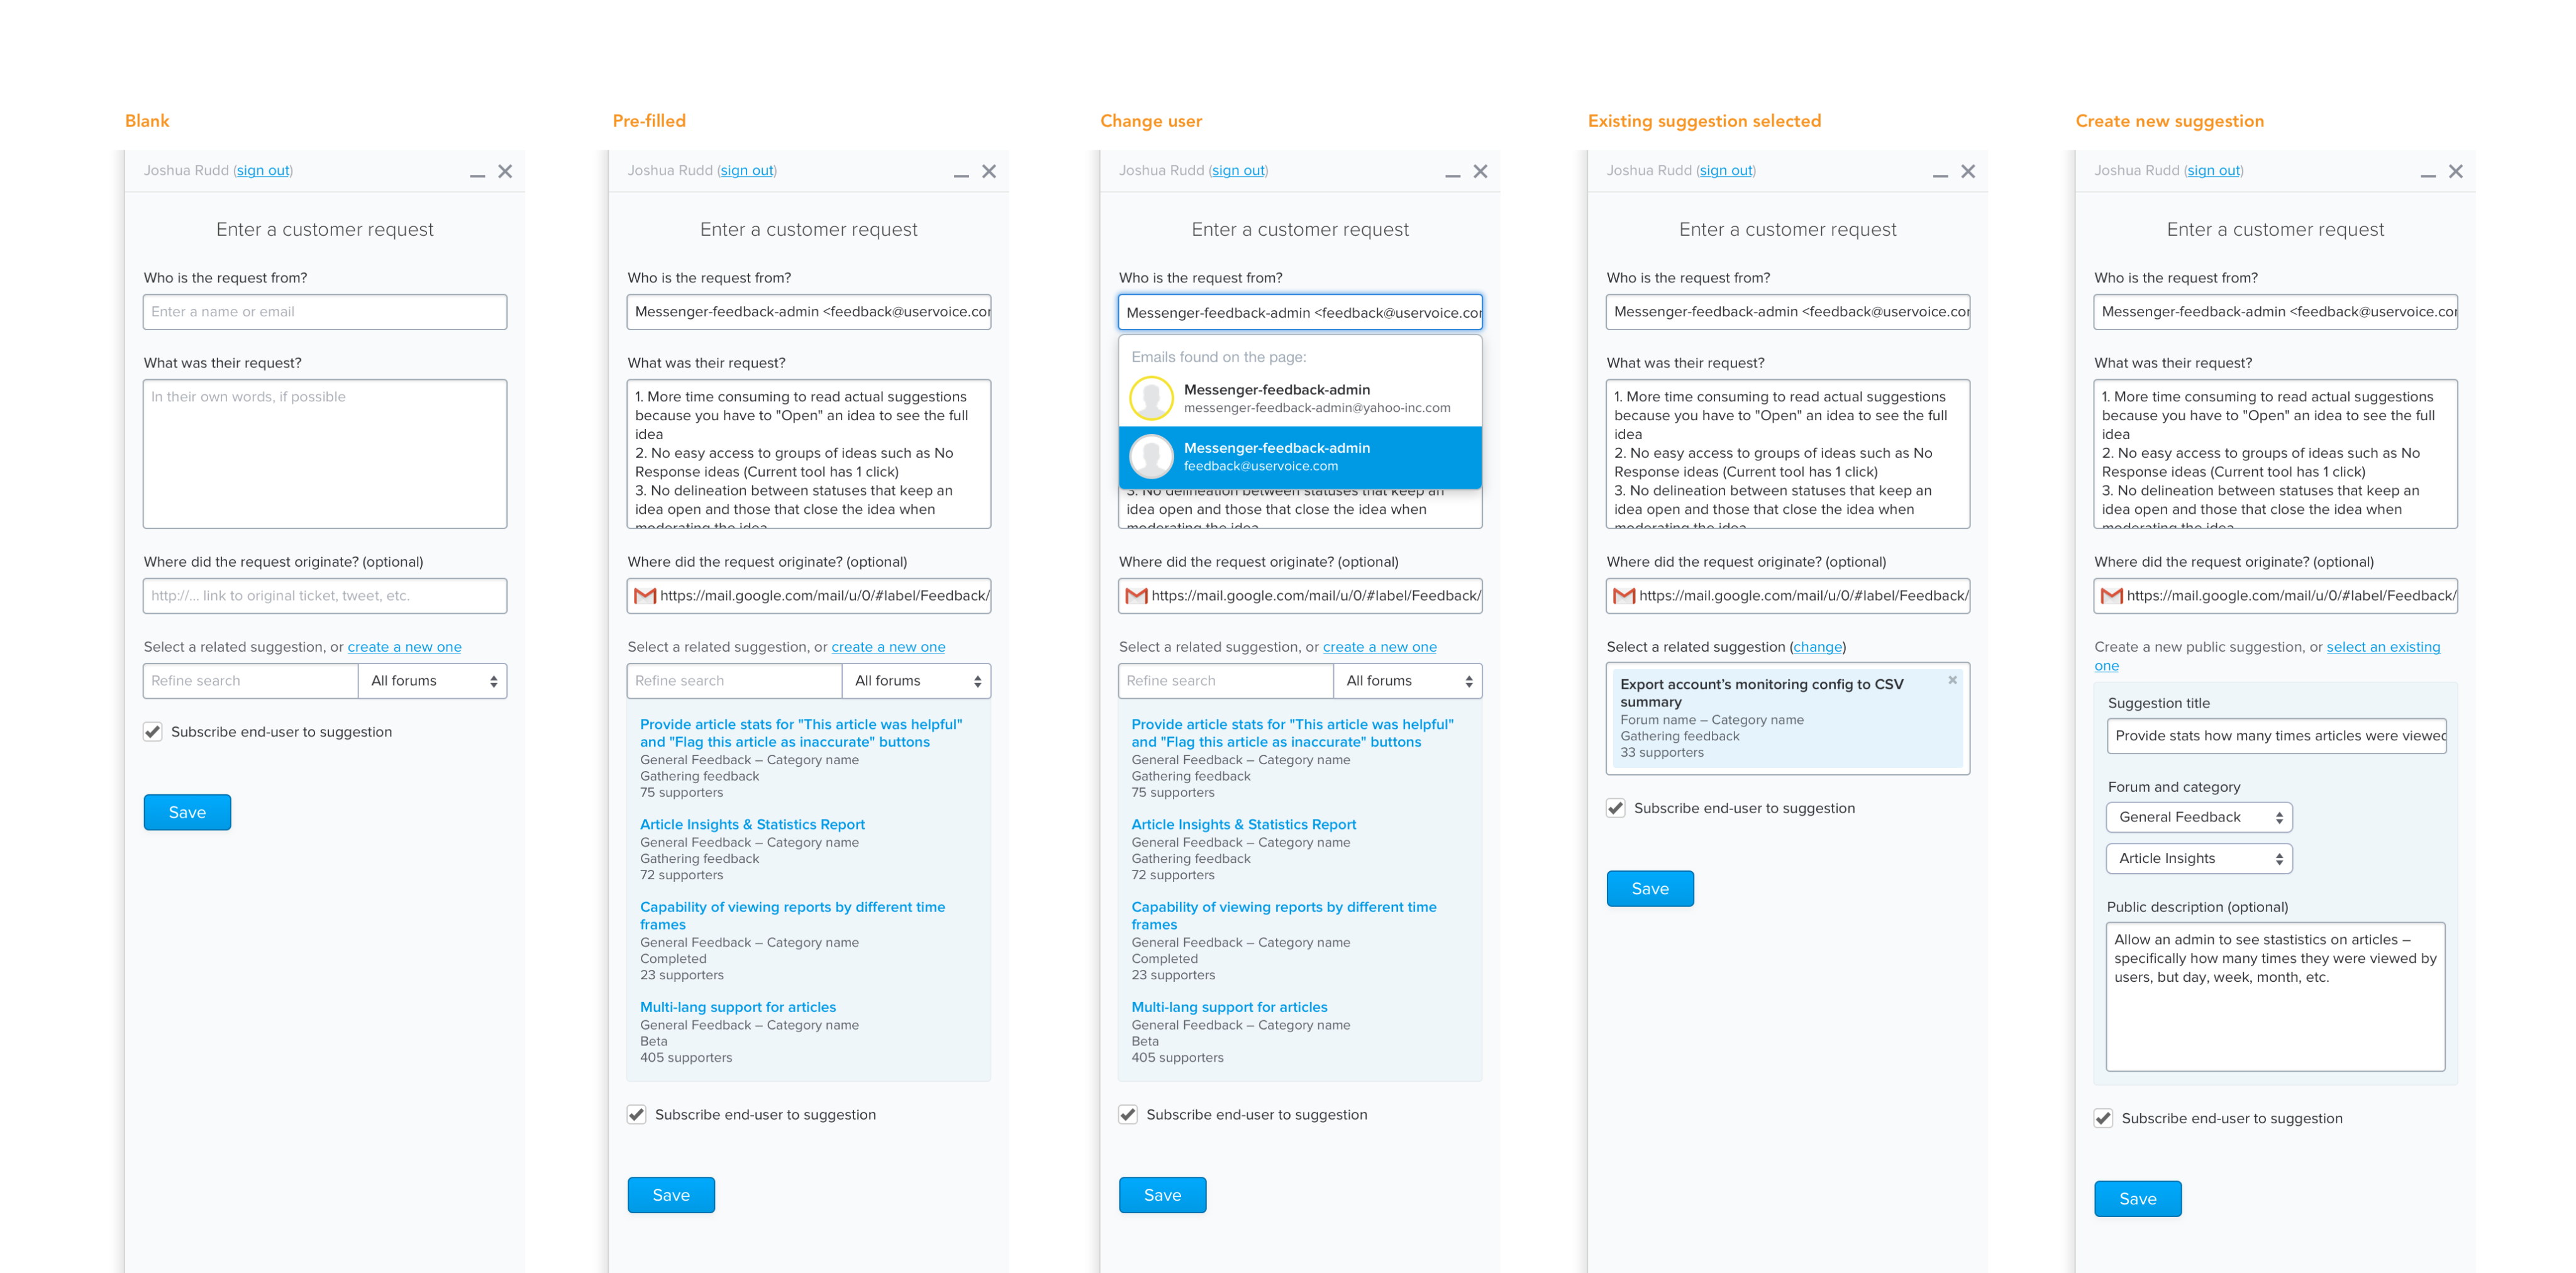 Blank
Joshua Rudd (sign out)
Enter a customer request
Who is the request from?
Enter a name or email
What was their request?
In their own words, if possible
Where did the request originate? (optional)
http://... link to original ticket, tweet, etc.
Select a related suggestion, or create a new one
Refine search
All forums
Subscribe end-user to suggestion
Save
Pre-filled
Joshua Rudd (sign out)
Enter a customer request
Who is the request from?
Messenger-feedback-admin <feedback@uservoice.cor
What was their request?
1. More time consuming to read actual suggestions
because you have to "Open" an idea to see the full
idea
2. No easy access to groups of ideas such as No
Response ideas (Current tool has 1 click)
3. No delineation between statuses that keep an
idea open and those that close the idea when
moderating the idea
Where did the request originate? (optional)
https://mail.google.com/mail/u/0/#label/Feedback/
Select a related suggestion, or create a new one
Refine search
All forums
Provide article stats for "This article was helpful"
and "Flag this article as inaccurate" buttons
General Feedback – Category name
Gathering feedback
75 supporters
Article Insights & Statistics Report
General Feedback – Category name
Gathering feedback
72 supporters
Capability of viewing reports by different time
frames
General Feedback – Category name
Completed
23 supporters
Multi-lang support for articles
General Feedback – Category name
Beta
405 supporters
Subscribe end-user to suggestion
Save
Change user
Joshua Rudd (sign out)
Enter a customer request
Who is the request from?
Messenger-feedback-admin <feedback@uservoice.cor
Emails found on the page:
Messenger-feedback-admin
messenger-feedback-admin@yahoo-inc.com
Messenger-feedback-admin
feedback@uservoice.com
3. No delineation between statuses that keep an
idea open and those that close the idea when
moderating the idea
Where did the request originate? (optional)
https://mail.google.com/mail/u/0/#label/Feedback/
Select a related suggestion, or create a new one
Refine search
All forums
Provide article stats for "This article was helpful"
and "Flag this article as inaccurate" buttons
General Feedback – Category name
Gathering feedback
75 supporters
Article Insights & Statistics Report
General Feedback – Category name
Gathering feedback
72 supporters
Capability of viewing reports by different time
frames
General Feedback – Category name
Completed
23 supporters
Multi-lang support for articles
General Feedback – Category name
Beta
405 supporters
Subscribe end-user to suggestion
Save
Existing suggestion selected
Joshua Rudd (sign out)
Enter a customer request
Who is the request from?
Messenger-feedback-admin <feedback@uservoice.cor
What was their request?
1. More time consuming to read actual suggestions
because you have to "Open" an idea to see the full
idea
2. No easy access to groups of ideas such as No
Response ideas (Current tool has 1 click)
3. No delineation between statuses that keep an
idea open and those that close the idea when
moderating the idea
Where did the request originate? (optional)
https://mail.google.com/mail/u/0/#label/Feedback/
Select a related suggestion (change)
Export account's monitoring config to CSV
summary
Forum name – Category name
Gathering feedback
33 supporters
Subscribe end-user to suggestion
Save
Create new suggestion
Joshua Rudd (sign out)
Enter a customer request
Who is the request from?
Messenger-feedback-admin <feedback@uservoice.cor
What was their request?
1. More time consuming to read actual suggestions
because you have to "Open" an idea to see the full
idea
2. No easy access to groups of ideas such as No
Response ideas (Current tool has 1 click)
3. No delineation between statuses that keep an
idea open and those that close the idea when
moderating the idea
Where did the request originate? (optional)
https://mail.google.com/mail/u/0/#label/Feedback/
Create a new public suggestion, or select an existing
one
Suggestion title
Provide stats how many times articles were viewed
Forum and category
General Feedback
Article Insights
Public description (optional)
Allow an admin to see stastistics on articles –
specifically how many times they were viewed by
users, but day, week, month, etc.
Subscribe end-user to suggestion
Save